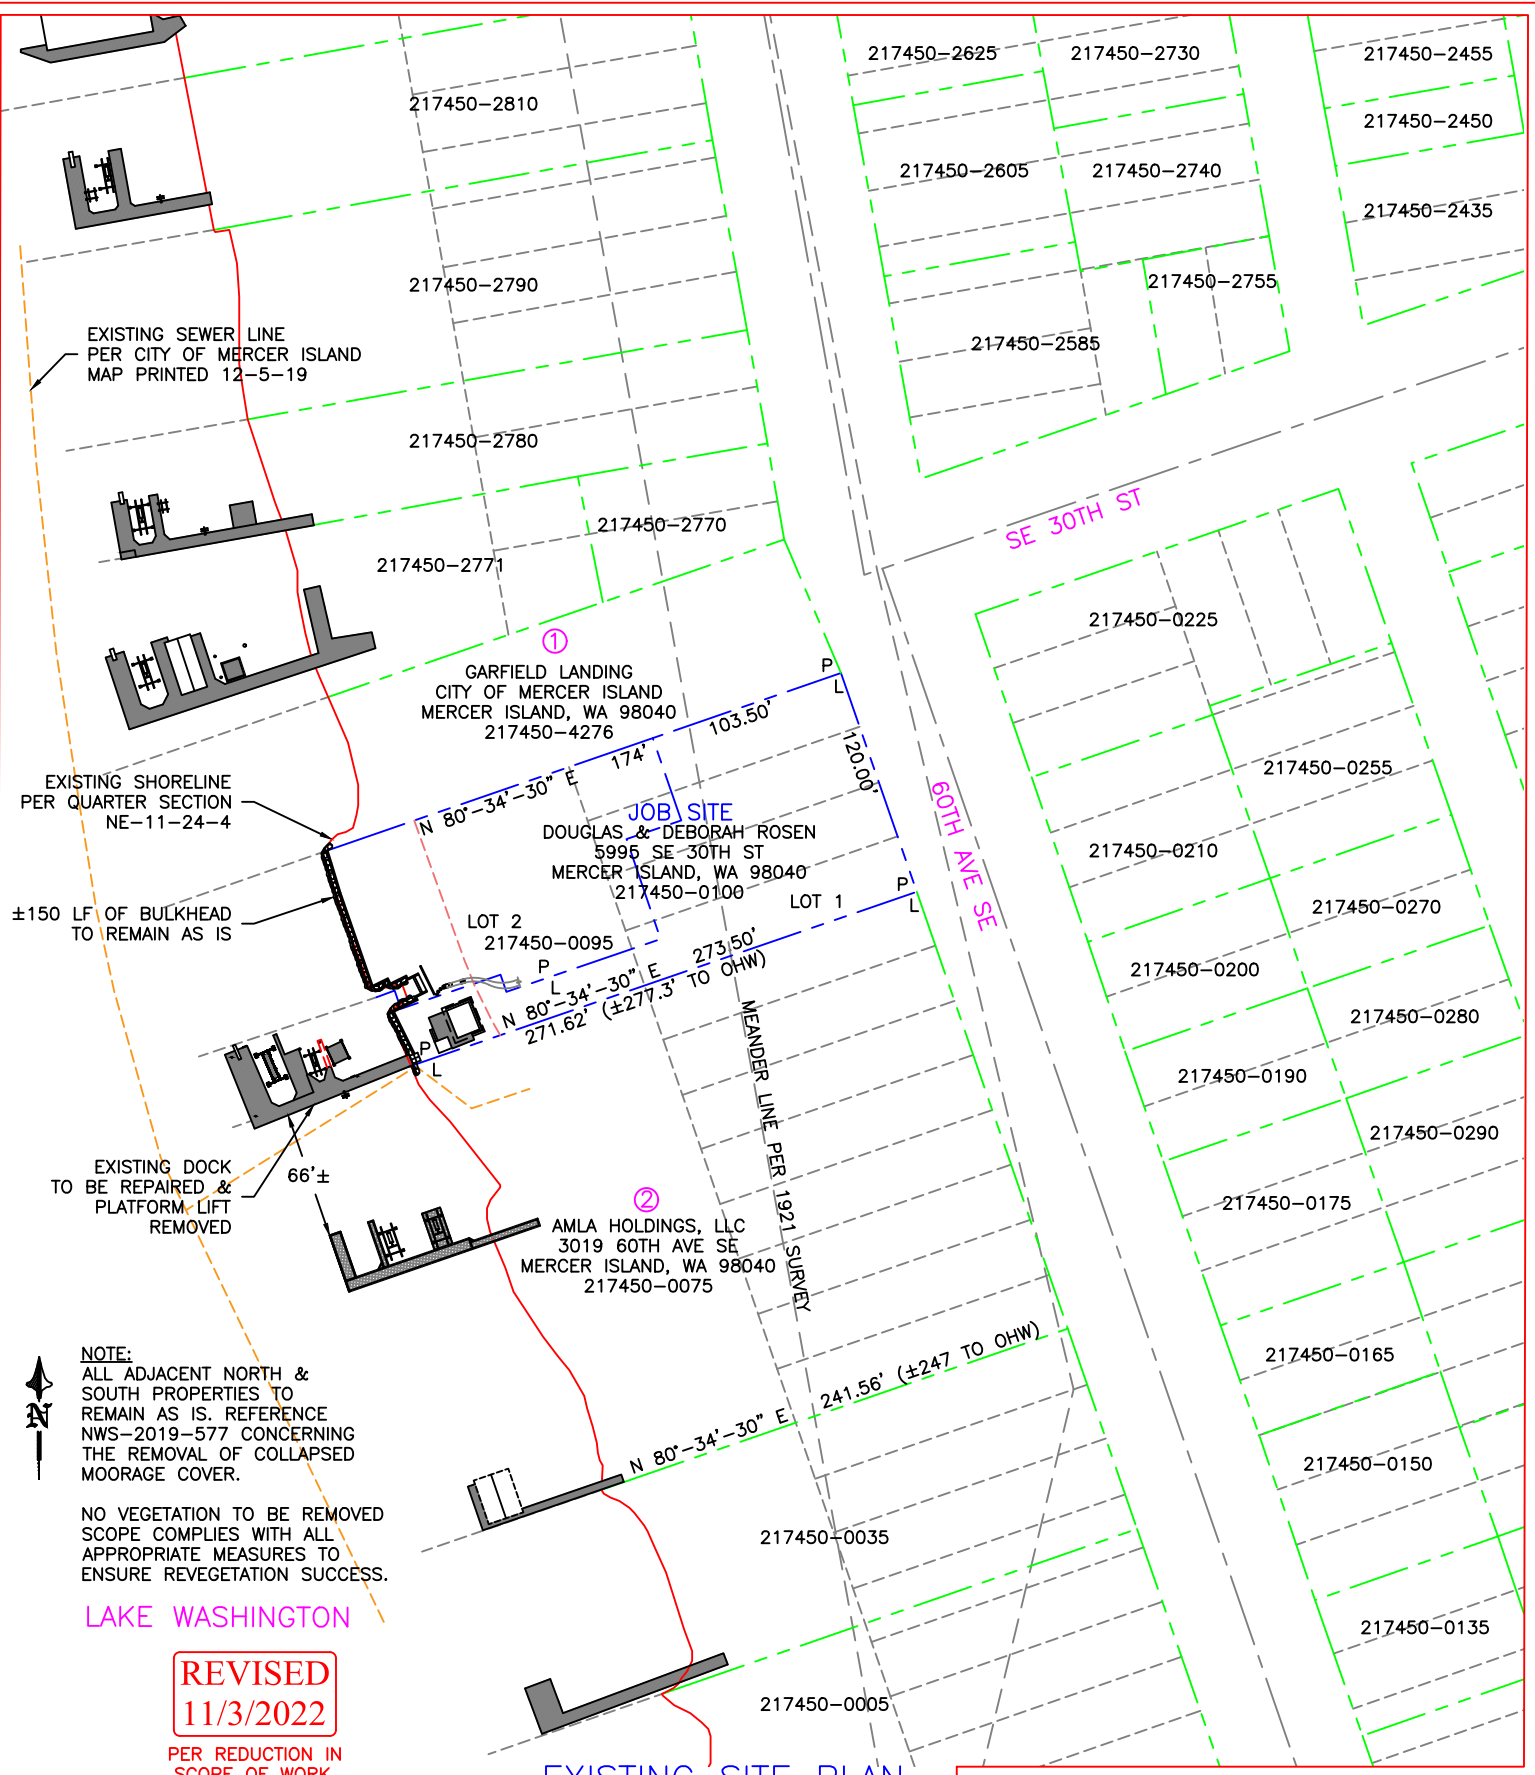 217450-2625
217450-2730
217450-2455
217450-2810
217450-2450
217450-2605
217450-2740
217450-2435
217450-2790
217450-2755
217450-2585
EXISTING SEWER LINE
PER CITY OF MERCER ISLAND
MAP PRINTED 12-5-19
217450-2780
217450-2770
217450-2771
SE 30TH ST
217450-0225
1
GARFIELD LANDING
CITY OF MERCER ISLAND
MERCER ISLAND, WA 98040
217450-4276
P
L
103.50'
174'
N 80°-34'-30" E
120.00'
60TH AVE SE
217450-0255
EXISTING SHORELINE
PER QUARTER SECTION
NE-11-24-4
JOB SITE
DOUGLAS & DEBORAH ROSEN
5995 SE 30TH ST
MERCER ISLAND, WA 98040
217450-0100
217450-0210
LOT 1
P
L
217450-0270
±150 LF OF BULKHEAD
TO REMAIN AS IS
LOT 2
217450-0095
P
L
N 80°-34'-30" E
273.50'
271.62' (±277.3' TO OHW)
217450-0200
217450-0280
P
L
217450-0190
MEANDER LINE PER 1921 SURVEY
217450-0290
EXISTING DOCK
TO BE REPAIRED &
PLATFORM LIFT
REMOVED
66'±
217450-0175
2
AMLA HOLDINGS, LLC
3019 60TH AVE SE
MERCER ISLAND, WA 98040
217450-0075
217450-0165
N 80°-34'-30" E
241.56' (±247 TO OHW)
N
NOTE:
ALL ADJACENT NORTH &
SOUTH PROPERTIES TO
REMAIN AS IS. REFERENCE
NWS-2019-577 CONCERNING
THE REMOVAL OF COLLAPSED
MOORAGE COVER.
NO VEGETATION TO BE REMOVED
SCOPE COMPLIES WITH ALL
APPROPRIATE MEASURES TO
ENSURE REVEGETATION SUCCESS.
217450-0150
217450-0035
LAKE WASHINGTON
217450-0135
REVISED
11/3/2022
217450-0005
PER REDUCTION IN
SCOPE OF WORK
EXISTING SITE PLAN